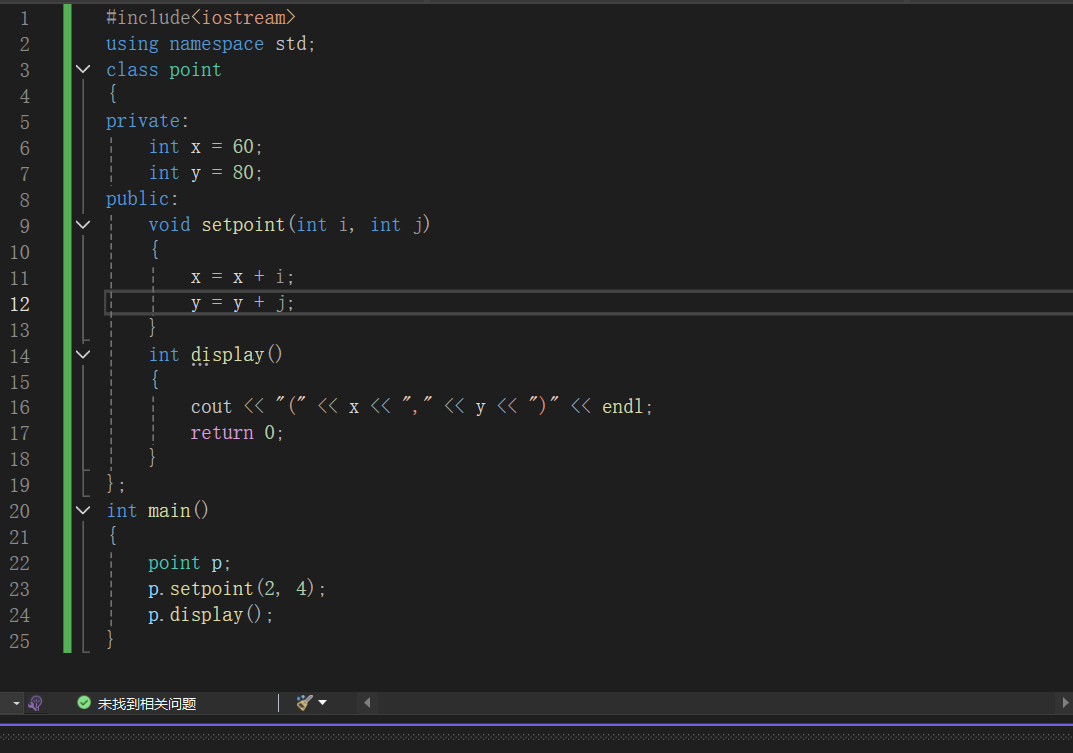 1 #include<iostream>
2 using namespace std;
3 class point
4 {
5 private:
6 int x = 60;
7 int y = 80;
8 public:
9 void setpoint(int i, int j)
10 {
11 x = x + i;
12 y = y + j;
13 }
14 int display()
15 {
16 cout << "(" << x << "," << y << ")" << endl;
17 return 0;
18 }
19 };
20 int main()
21 {
22 point p;
23 p.setpoint(2, 4);
24 p.display();
25 }
未找到相关问题